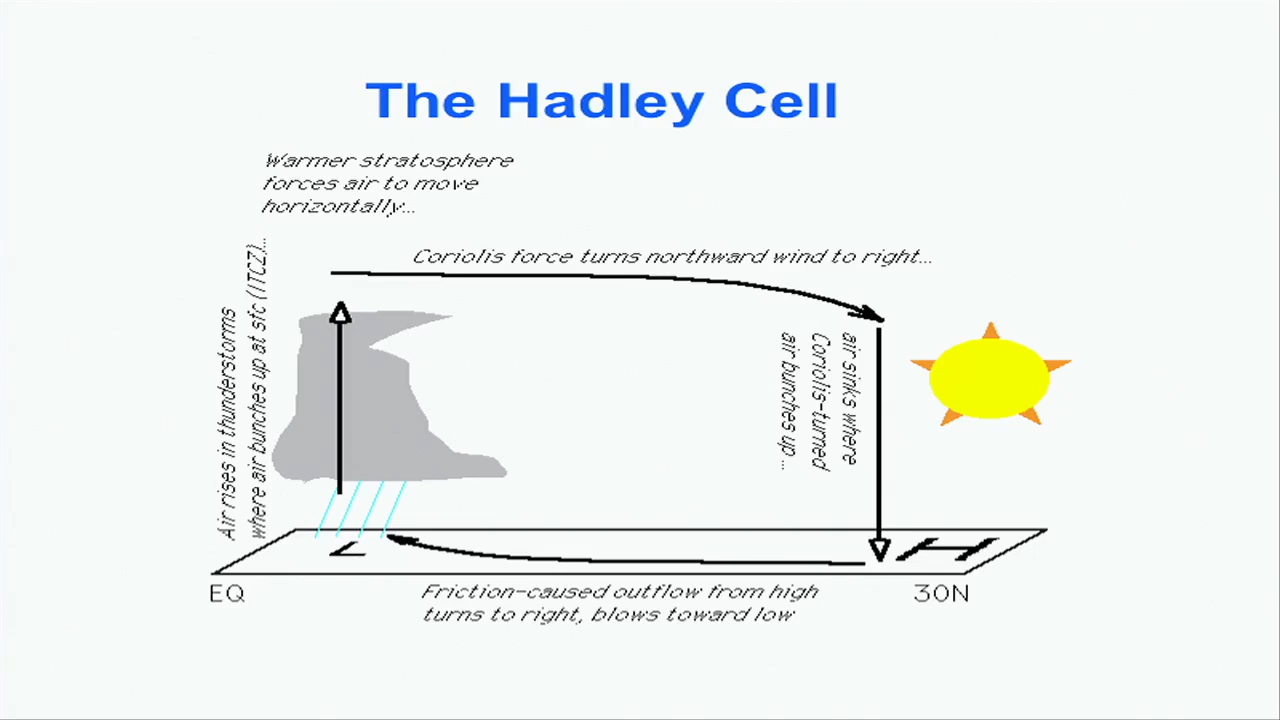 The Hadley Cell
Warmer stratosphere
forces air to move
horizontally...
Coriolis force turns northward wind to right...
Air rises in thunderstorms
where air bunches up at sfc (ITCZ)...
air sinks where
Coriolis-turned
air bunches up...
L
H
EQ
30N
Friction-caused outflow from high
turns to right, blows toward low